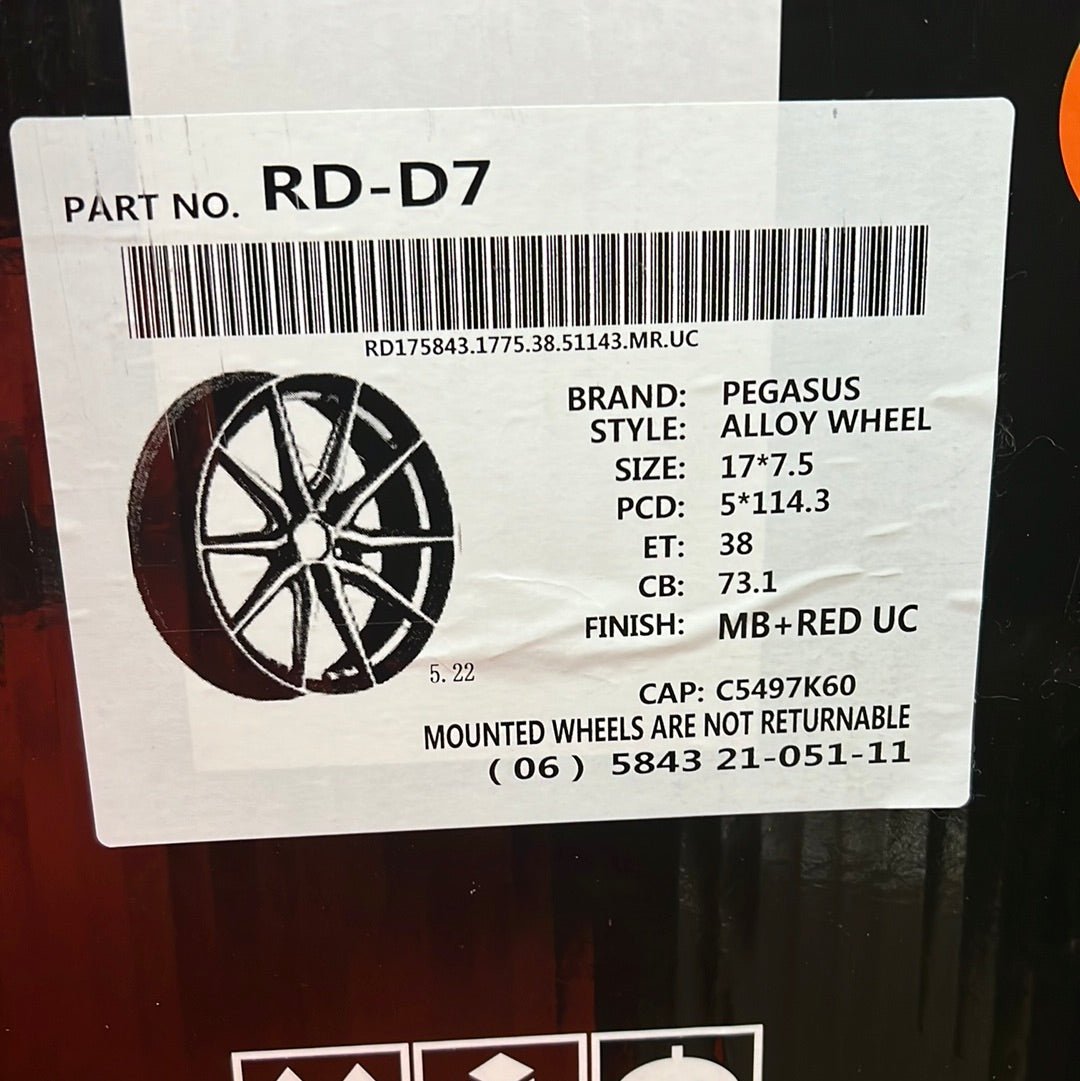 PART NO. RD-D7
RD175843.1775.38.51143.MR.UC
BRAND: PEGASUS
STYLE: ALLOY WHEEL
SIZE: 17*7.5
PCD: 5*114.3
ET: 38
CB: 73.1
FINISH: MB+RED UC
5.22
CAP: C5497K60
MOUNTED WHEELS ARE NOT RETURNABLE
(06) 5843 21-051-11